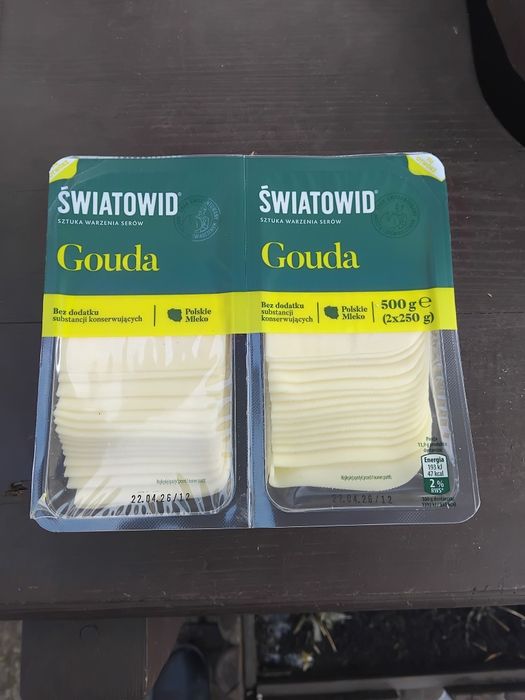 ŚWIATOWID®
SZTUKA WARZENIA SERÓW
Gouda
Bez dodatku
substancji konserwujących
Polskie
Mleko
22.04.26/12
ŚWIATOWID®
SZTUKA WARZENIA SERÓW
Gouda
Bez dodatku
substancji konserwujących
Polskie
Mleko
500 g e
(2x250 g)
Energia
193 kJ
47 kcal
2 %
RWS*
22.04.26/12